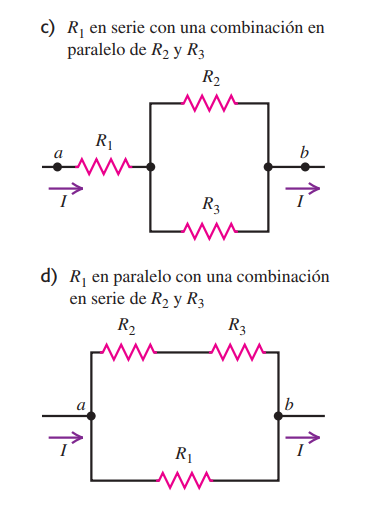 c) R₁ en serie con una combinación en
paralelo de R₂ y R₃
R₂
R₁
a
b
I
R₃
I
d) R₁ en paralelo con una combinación
en serie de R₂ y R₃
R₂ R₃
a
b
I
R₁
I